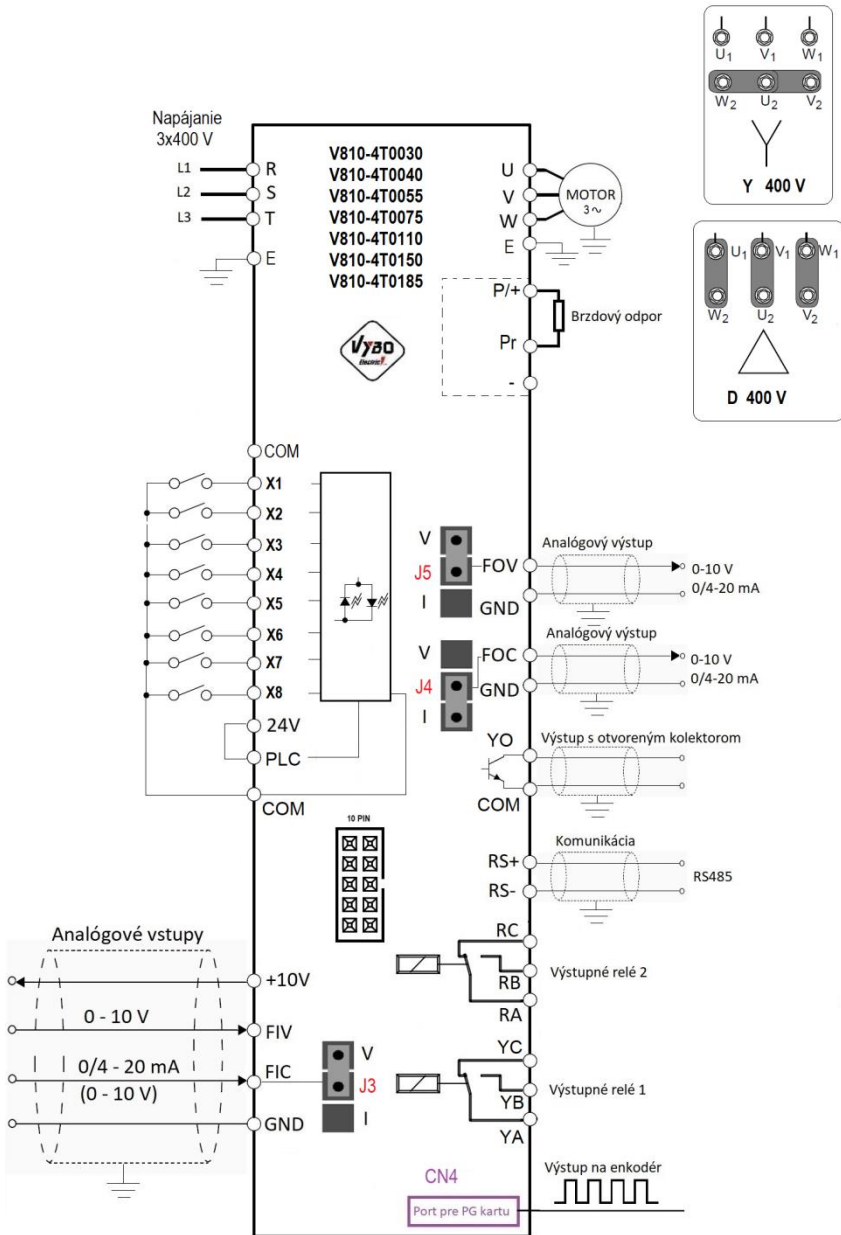 U1 V1 W1
W2 U2 V2
Y 400 V
Napájanie
3x400 V
L1 R
L2 S
L3 T
E
V810-4T0030
V810-4T0040
V810-4T0055
V810-4T0075
V810-4T0110
V810-4T0150
V810-4T0185
U
V
W
E
MOTOR
3~
U1 V1 W1
W2 U2 V2
D 400 V
P/+
Pr
-
Brzdový odpor
VYBO
Electric
COM
X1
X2
X3
X4
X5
X6
X7
X8
24V
PLC
COM
V
J5
I
FOV
GND
Analógový výstup
0-10 V
0/4-20 mA
V
J4
I
FOC
GND
Analógový výstup
0-10 V
0/4-20 mA
YO
COM
Výstup s otvoreným kolektorom
10 PIN
RS+
RS-
Komunikácia
RS485
RC
RB
RA
Výstupné relé 2
YC
YB
YA
Výstupné relé 1
Analógové vstupy
+10V
0 - 10 V
FIV
0/4 - 20 mA
(0 - 10 V)
FIC
GND
V
J3
I
CN4
Port pre PG kartu
Výstup na enkodér